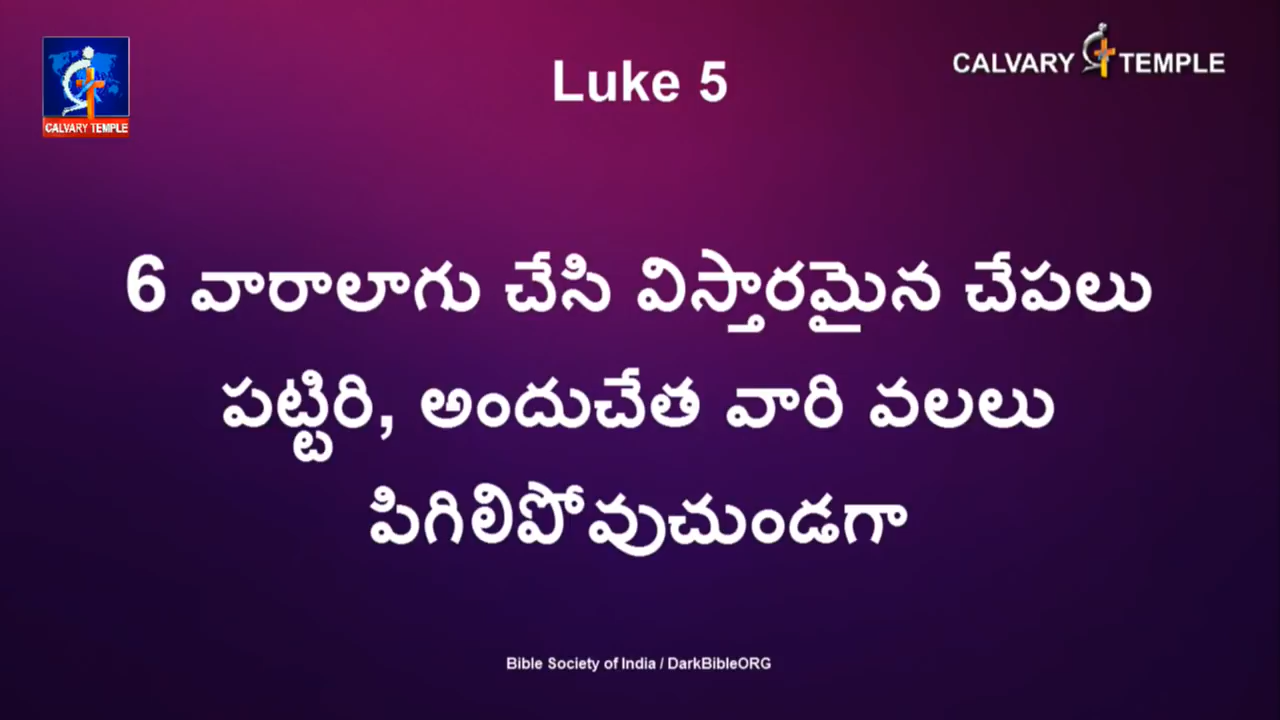 CALVARY TEMPLE
CALVARY TEMPLE
Luke 5
6 వారాలాగు చేసి విస్తారమైన చేపలు
పట్టిరి, అందుచేత వారి వలలు
పిగిలిపోవుచుండగా
Bible Society of India / DarkBibleORG